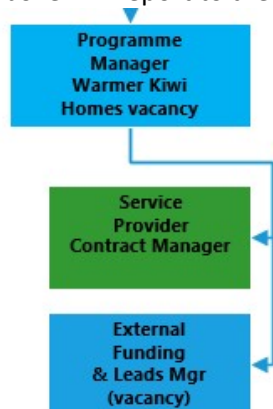 Programme
Manager
Warmer Kiwi
Homes vacancy
Service
Provider
Contract Manager
External
Funding
& Leads Mgr
(vacancy)